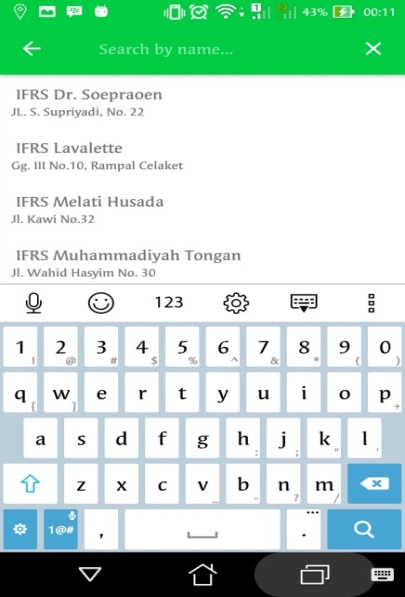 43% 00:11
Search by name...
IFRS Dr. Soepraoen
JL. S. Supriyadi, No. 22
IFRS Lavalette
Gg. III No.10, Rampal Celaket
IFRS Melati Husada
Jl. Kawi No.32
IFRS Muhammadiyah Tongan
Jl. Wahid Hasyim No. 30
123
1 ! 2 @ 3 # 4 $ 5 % 6 ^ 7 & 8 * 9 ( 0 )
q [ w ] e r t y u i o p +
a s d f g h : j ; k " l '
z x c v _ b - n ? m /
1@# , ... .